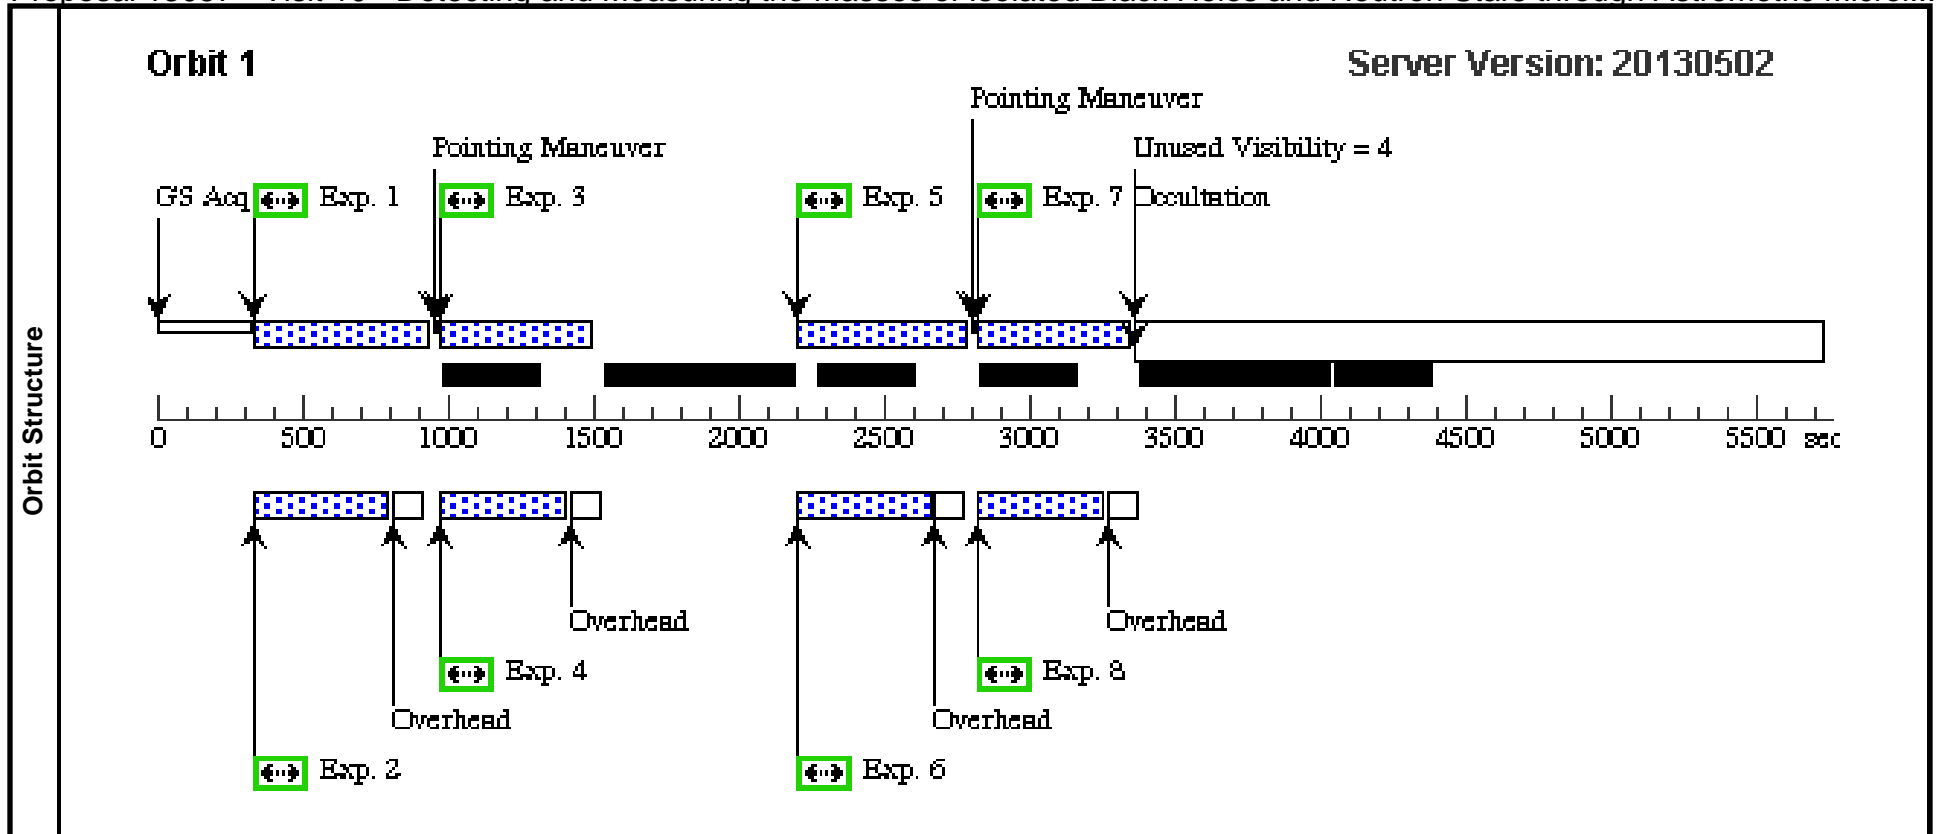 Orbit 1
Server Version: 20130502
Pointing Maneuver
Pointing Maneuver
Unused Visibility = 4
GS Acq
Exp. 1
Exp. 3
Exp. 5
Exp. 7
Occultation
Orbit Structure
0 500 1000 1500 2000 2500 3000 3500 4000 4500 5000 5500 sec
Overhead
Overhead
Exp. 4
Exp. 8
Overhead
Overhead
Exp. 2
Exp. 6